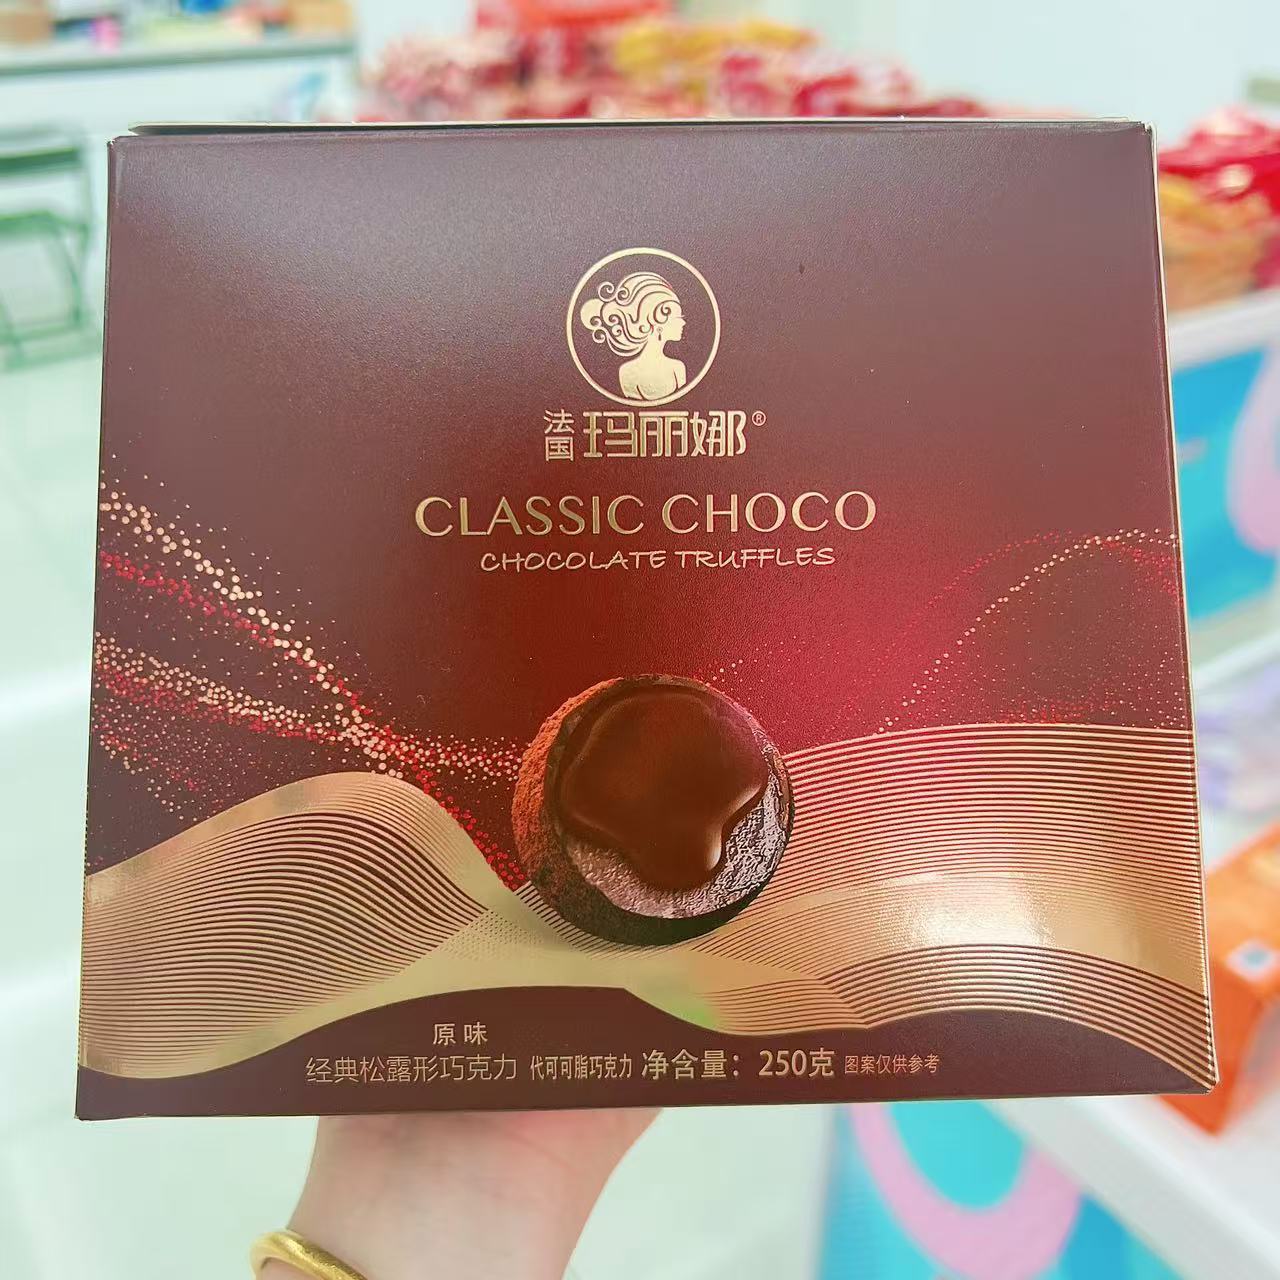 法国玛丽娜®
CLASSIC CHOCO
CHOCOLATE TRUFFLES
原味
经典松露形巧克力 代可可脂巧克力 净含量：250克 图案仅供参考